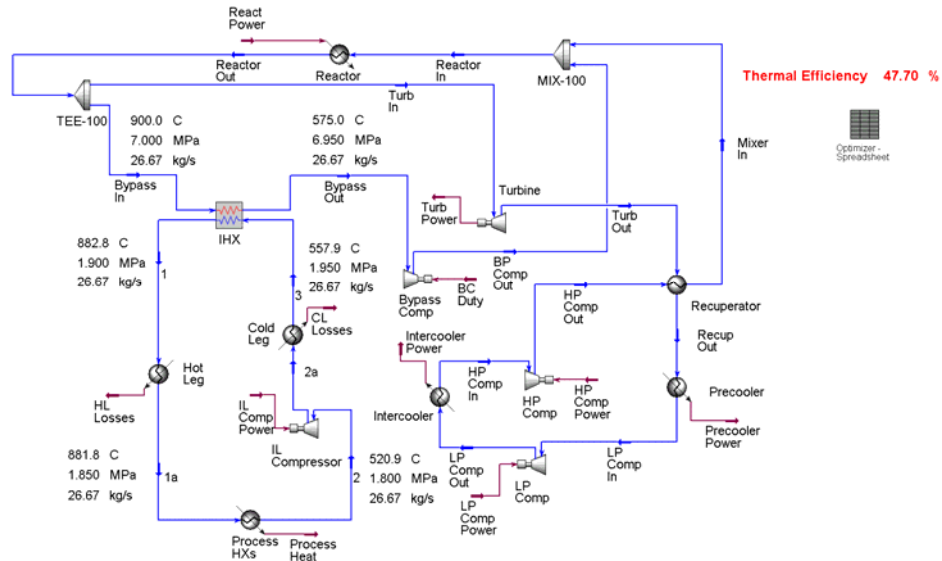 React
Power
Reactor
Out
Reactor
Reactor
In
MIX-100
Thermal Efficiency 47.70 %
Optimizer -
Spreadsheet
TEE-100
Turb
In
Mixer
In
900.0 C
7.000 MPa
26.67 kg/s
575.0 C
6.950 MPa
26.67 kg/s
Bypass
In
Bypass
Out
IHX
Turbine
Turb
Power
Turb
Out
882.8 C
1.900 MPa
26.67 kg/s
1
557.9 C
1.950 MPa
26.67 kg/s
3
Bypass
Comp
BP
Comp
Out
BC
Duty
HP
Comp
Out
Recuperator
Recup
Out
Cold
Leg
CL
Losses
Intercooler
Power
Hot
Leg
HL
Losses
2a
IL
Comp
Power
IL
Compressor
Intercooler
HP
Comp
In
HP
Comp
HP
Comp
Power
Precooler
Precooler
Power
881.8 C
1.850 MPa
26.67 kg/s
1a
2
520.9 C
1.800 MPa
26.67 kg/s
LP
Comp
Out
LP
Comp
LP
Comp
In
LP
Comp
Power
Process
HXs
Process
Heat